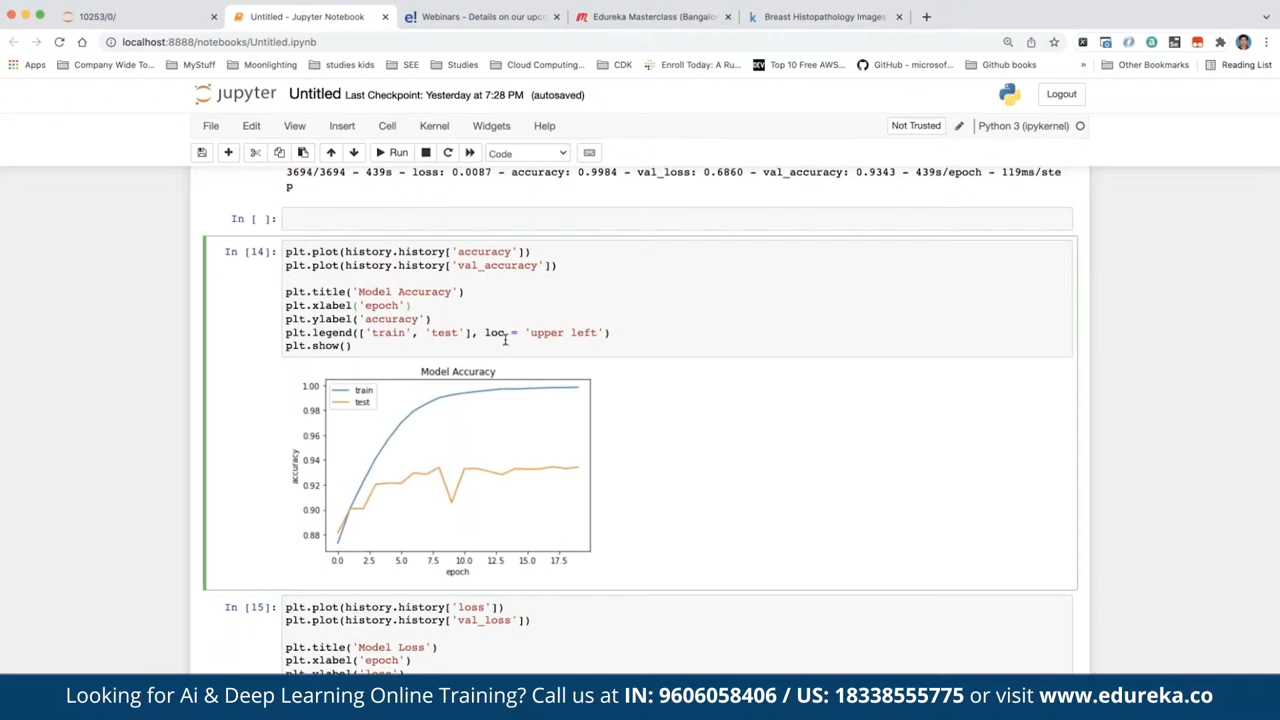 10253/0/
Untitled - Jupyter Notebook
Webinars - Details on our upco
Edureka Masterclass (Bangalo
Breast Histopathology Images
localhost:8888/notebooks/Untitled.ipynb
Apps
Company Wide To...
MyStuff
Moonlighting
studies kids
SEE
Studies
Cloud Computing...
CDK
Enroll Today: A Ru...
Top 10 Free AWS...
GitHub - microsof...
Github books
»
Other Bookmarks
Reading List
jupyter Untitled Last Checkpoint: Yesterday at 7:28 PM (autosaved)
Logout
File Edit View Insert Cell Kernel Widgets Help
Not Trusted
Python 3 (ipykernel)
Run
Code
3694/3694 - 439s - loss: 0.0087 - accuracy: 0.9984 - val_loss: 0.6860 - val_accuracy: 0.9343 - 439s/epoch - 119ms/ste
p
In [ ]:
In [14]:
plt.plot(history.history['accuracy'])
plt.plot(history.history['val_accuracy'])
plt.title('Model Accuracy')
plt.xlabel('epoch')
plt.ylabel('accuracy')
plt.legend(['train', 'test'], loc = 'upper left')
plt.show()
Model Accuracy
train
test
1.00
0.98
0.96
0.94
0.92
0.90
0.88
accuracy
0.0 2.5 5.0 7.5 10.0 12.5 15.0 17.5
epoch
In [15]:
plt.plot(history.history['loss'])
plt.plot(history.history['val_loss'])
plt.title('Model Loss')
plt.xlabel('epoch')
Looking for Ai & Deep Learning Online Training? Call us at IN: 9606058406 / US: 18338555775 or visit www.edureka.co